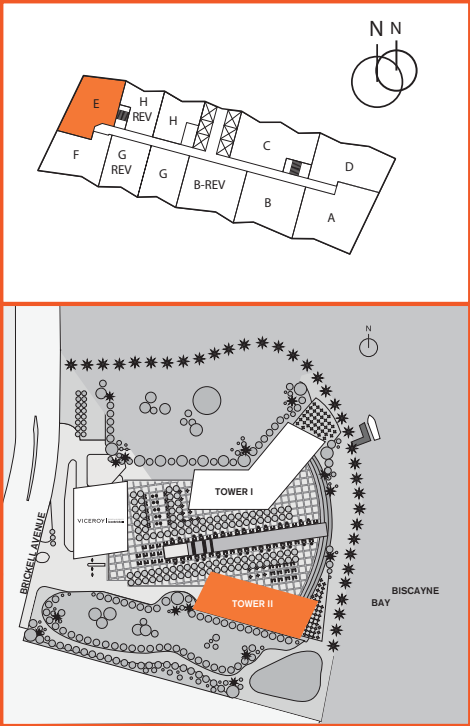 N N
E
H
REV
H
C
D
F
G
REV
G
B-REV
B
A
N
TOWER I
VICEROY
BRICKELL AVENUE
BISCAYNE
BAY
TOWER II